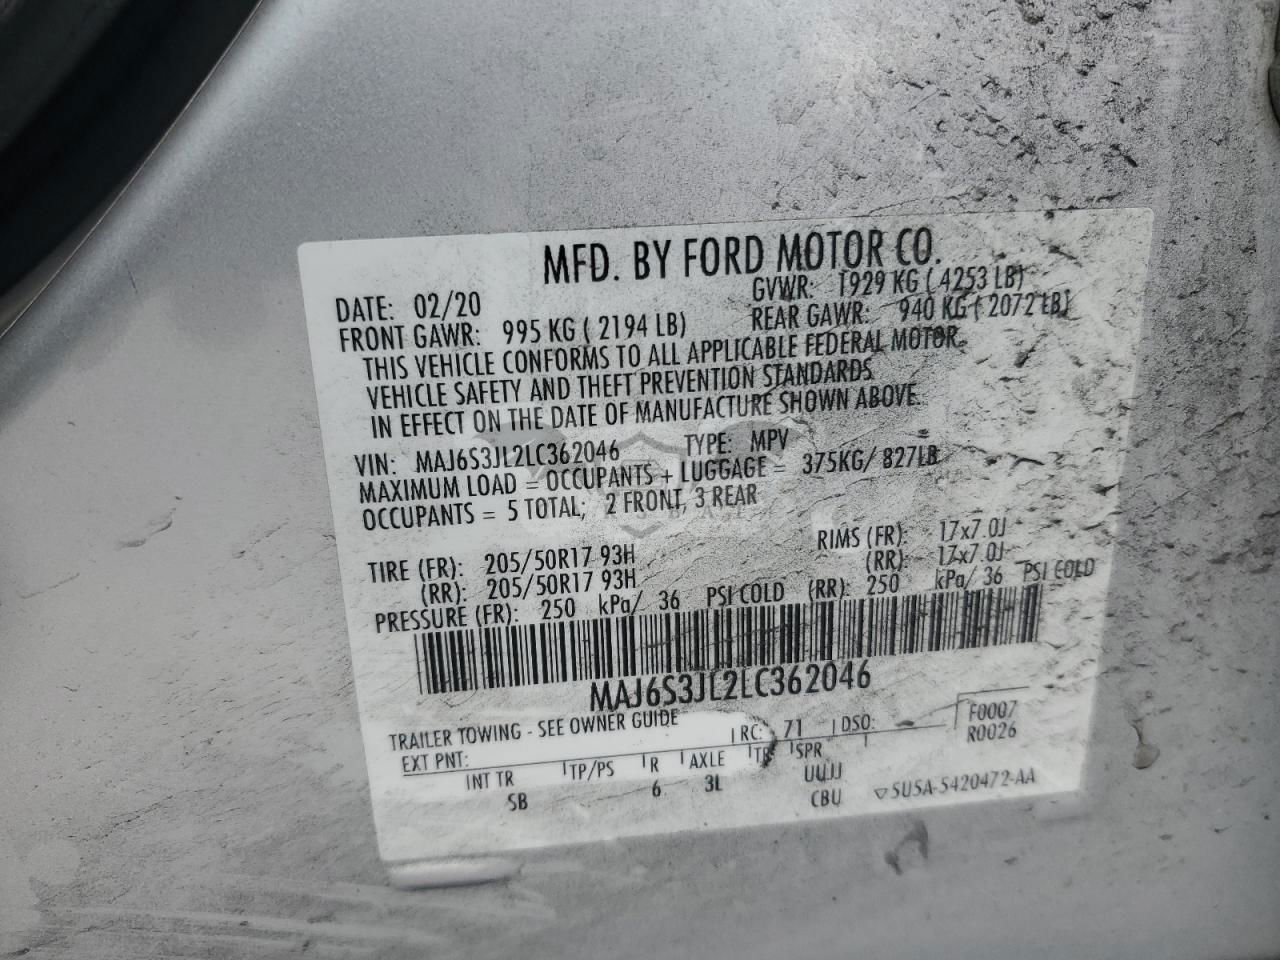 MFD. BY FORD MOTOR CO.
DATE: 02/20 GVWR: 1929 KG ( 4253 LB)
FRONT GAWR: 995 KG ( 2194 LB) REAR GAWR: 940 KG ( 2072 LB)
THIS VEHICLE CONFORMS TO ALL APPLICABLE FEDERAL MOTOR
VEHICLE SAFETY AND THEFT PREVENTION STANDARDS
IN EFFECT ON THE DATE OF MANUFACTURE SHOWN ABOVE.
VIN: MAJ6S3JL2LC362046 TYPE: MPV
MAXIMUM LOAD = OCCUPANTS + LUGGAGE = 375KG/ 827LB
OCCUPANTS = 5 TOTAL; 2 FRONT, 3 REAR
TIRE (FR): 205/50R17 93H RIMS (FR): 17x7.0J
(RR): 205/50R17 93H (RR): 17x7.0J
PRESSURE (FR): 250 kPa/ 36 PSI COLD (RR): 250 kPa/ 36 PSI COLD
MAJ6S3JL2LC362046
TRAILER TOWING - SEE OWNER GUIDE
EXT PNT: RC: 71 DSO: F0007
R0026
INT TR TP/PS R AXLE TR SPR
SB 6 3L UUJJ
CBU 5U5A-5420472-AA